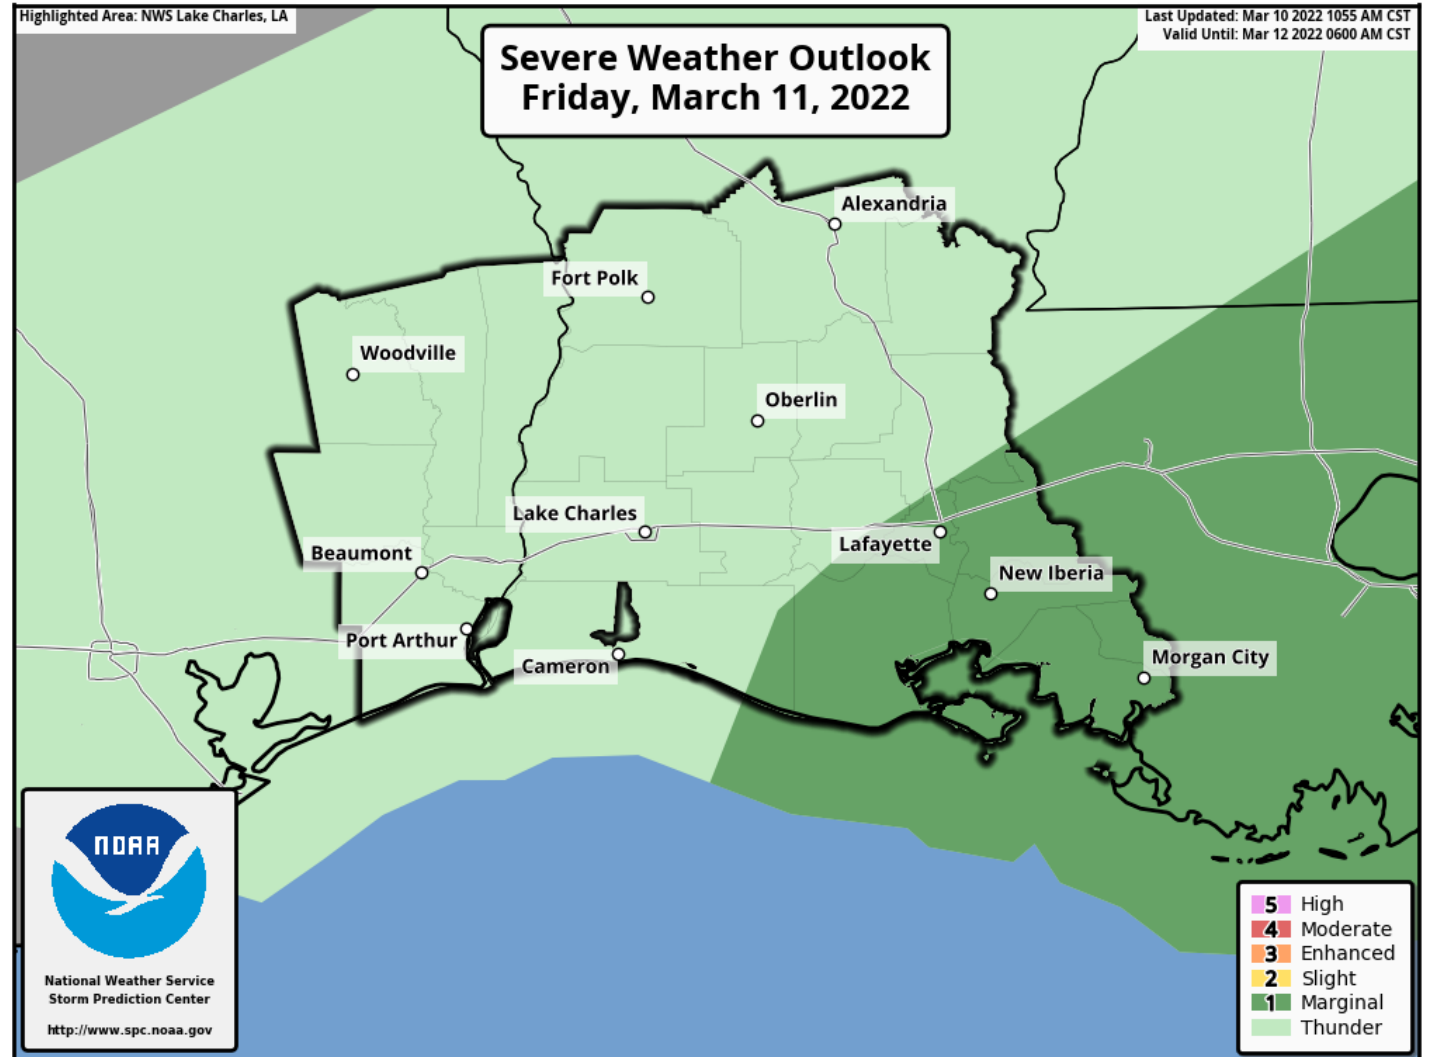 Highlighted Area: NWS Lake Charles, LA
Last Updated: Mar 10 2022 1055 AM CST
Valid Until: Mar 12 2022 0600 AM CST
Severe Weather Outlook
Friday, March 11, 2022
Alexandria
Fort Polk
Woodville
Oberlin
Lake Charles
Lafayette
Beaumont
New Iberia
Port Arthur
Cameron
Morgan City
NOAA
National Weather Service
Storm Prediction Center
http://www.spc.noaa.gov
5 High
4 Moderate
3 Enhanced
2 Slight
1 Marginal
Thunder